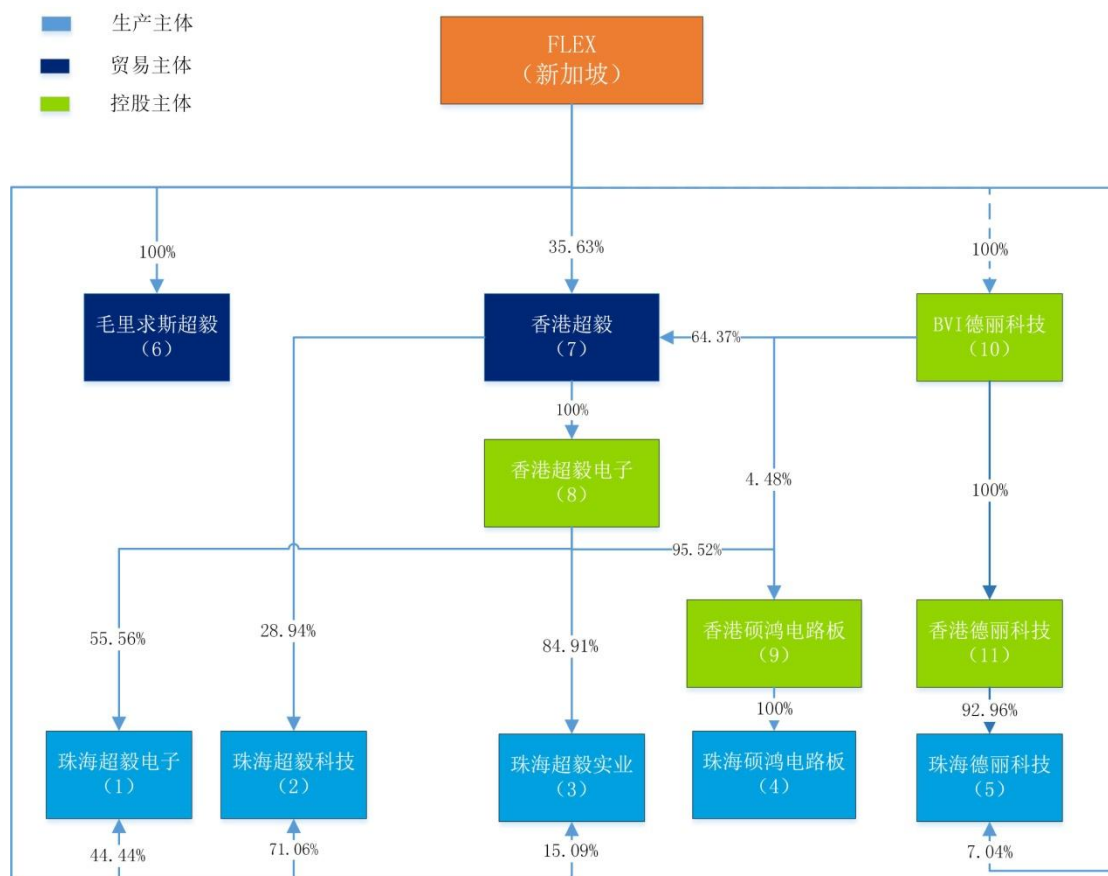 生产主体
贸易主体
控股主体
FLEX
（新加坡）
100%
35.63%
100%
毛里求斯超毅
（6）
香港超毅
（7）
64.37%
BVI德丽科技
（10）
100%
香港超毅电子
（8）
4.48%
100%
95.52%
55.56%
28.94%
84.91%
香港硕鸿电路板
（9）
香港德丽科技
（11）
100%
92.96%
珠海超毅电子
（1）
珠海超毅科技
（2）
珠海超毅实业
（3）
珠海硕鸿电路板
（4）
珠海德丽科技
（5）
44.44%
71.06%
15.09%
7.04%